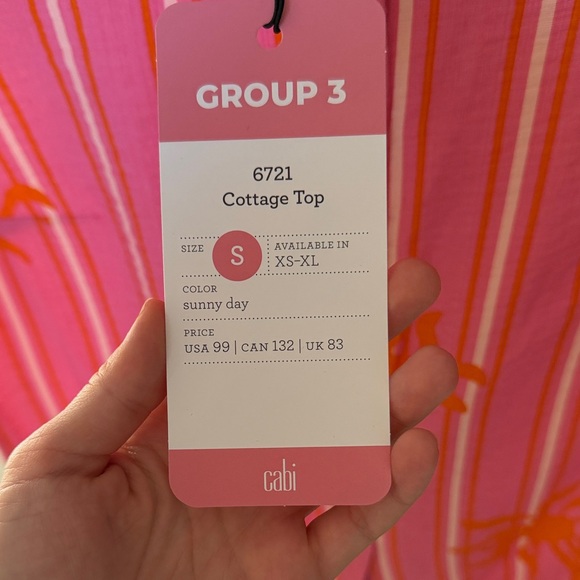 GROUP 3
6721
Cottage Top
SIZE S AVAILABLE IN
XS-XL
COLOR
sunny day
PRICE
USA 99 | CAN 132 | UK 83
cabi